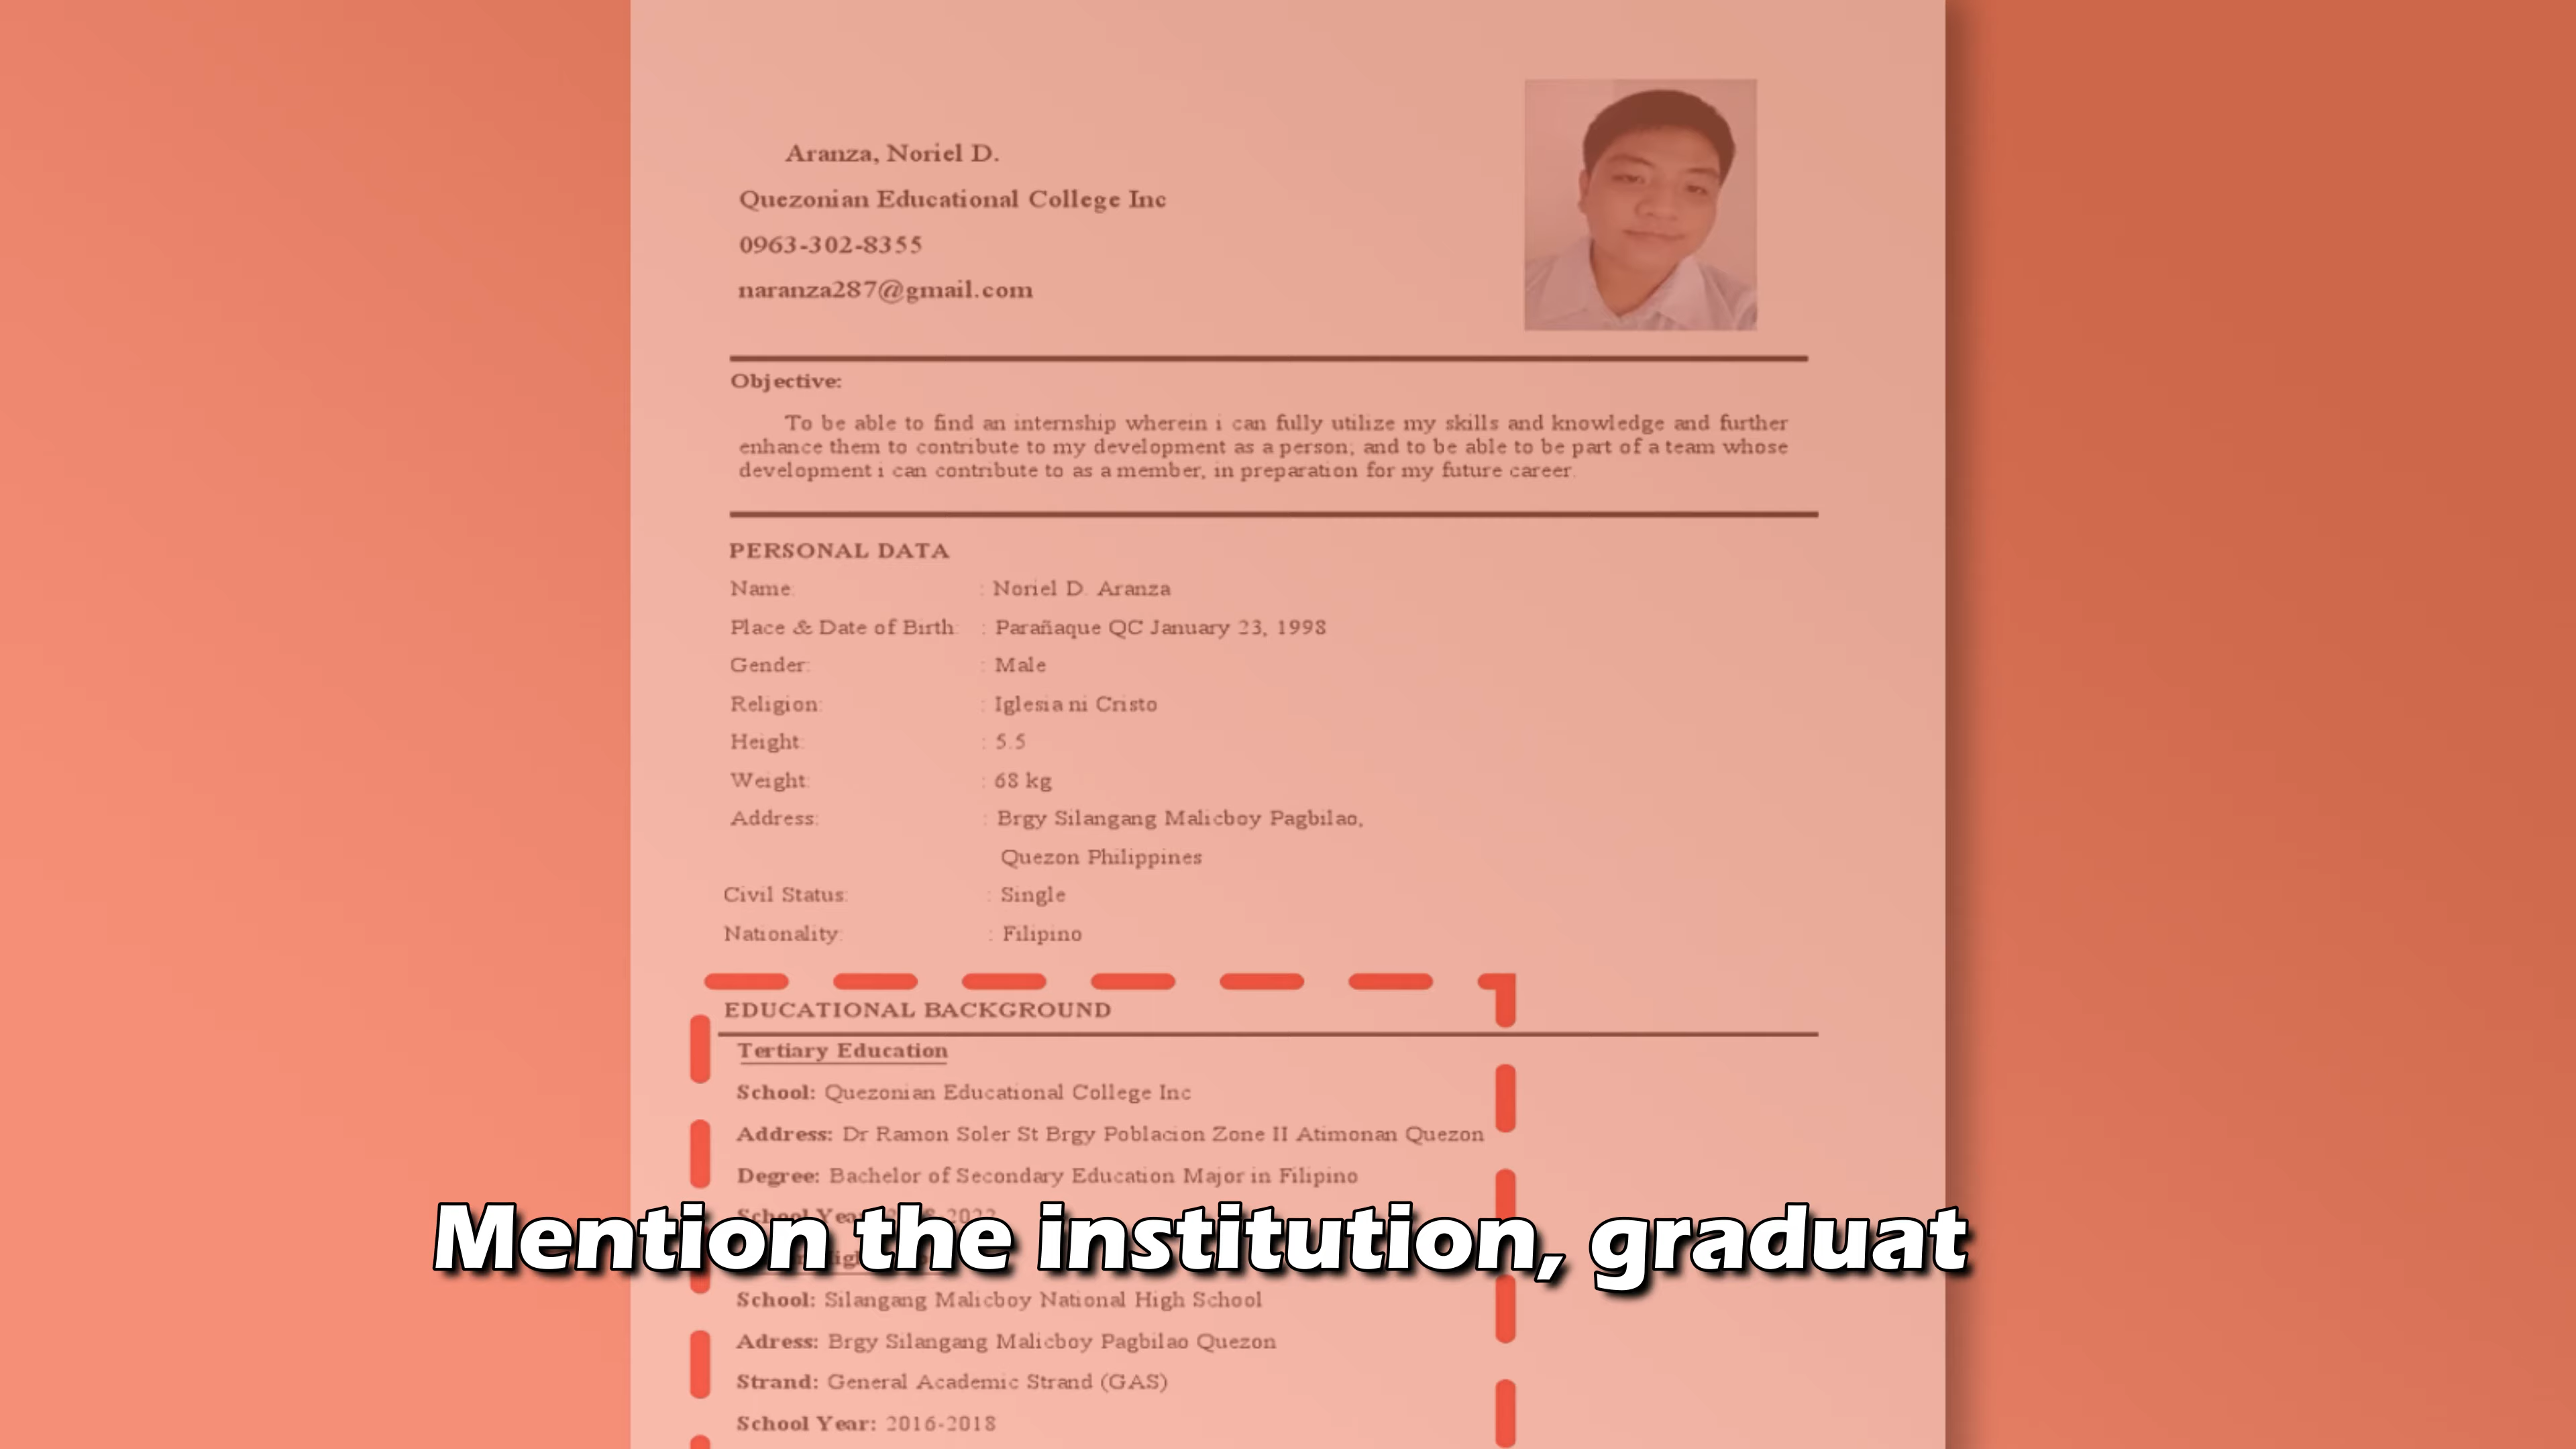 Aranza, Noriel D.
Quezonian Educational College Inc
0963-302-8355
naranza287@gmail.com
Objective:
To be able to find an internship wherein i can fully utilize my skills and knowledge and further
enhance them to contribute to my development as a person; and to be able to be part of a team whose
development i can contribute to as a member, in preparation for my future career.
PERSONAL DATA
Name: : Noriel D. Aranza
Place & Date of Birth: : Parañaque QC January 23, 1998
Gender: : Male
Religion: : Iglesia ni Cristo
Height: : 5.5
Weight: : 68 kg
Address: : Brgy Silangang Malicboy Pagbilao,
Quezon Philippines
Civil Status: : Single
Nationality: : Filipino
EDUCATIONAL BACKGROUND
Tertiary Education
School: Quezonian Educational College Inc
Address: Dr Ramon Soler St Brgy Poblacion Zone II Atimonan Quezon
Degree: Bachelor of Secondary Education Major in Filipino
School
Mention the institution, graduat
School: Silangang Malicboy National High School
Adress: Brgy Silangang Malicboy Pagbilao Quezon
Strand: General Academic Strand (GAS)
School Year: 2016-2018